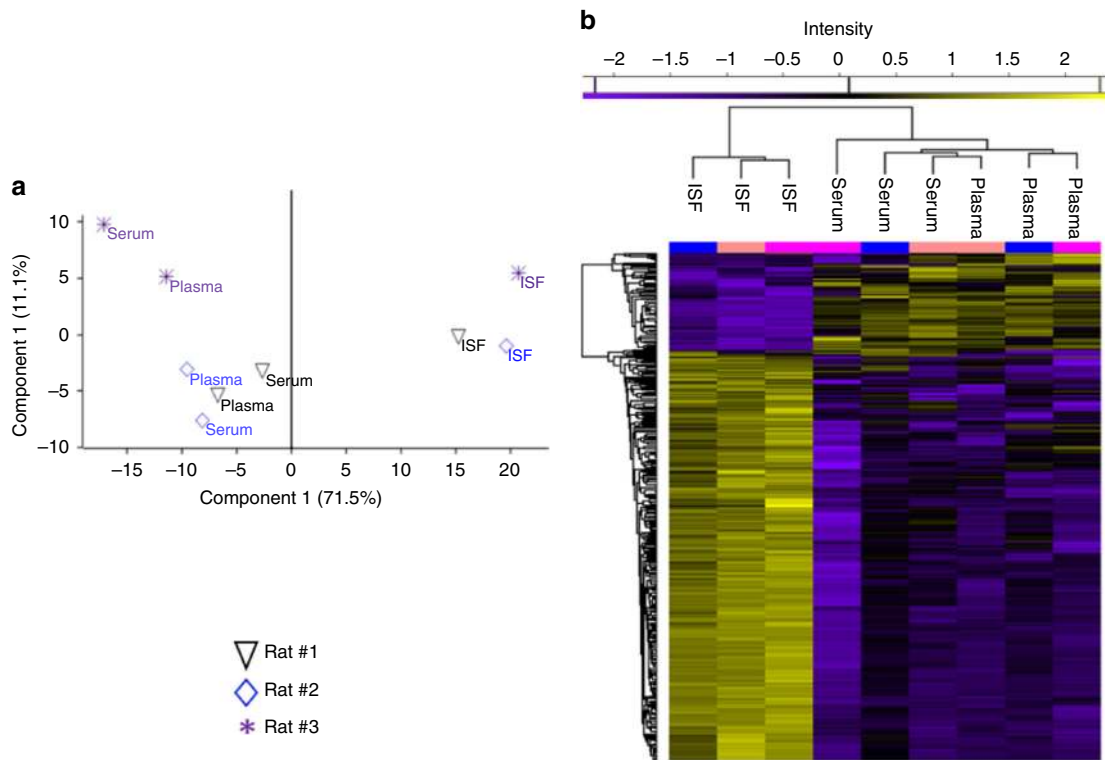 a
Component 1 (11.1%)
10
5
0
−5
−10
Serum
Plasma
ISF
ISF
ISF
Plasma
Serum
Plasma
Serum
−15 −10 −5 0 5 10 15 20
Component 1 (71.5%)
Rat #1
Rat #2
Rat #3
b
Intensity
−2 −1.5 −1 −0.5 0 0.5 1 1.5 2
ISF
ISF
ISF
Serum
Serum
Serum
Plasma
Plasma
Plasma